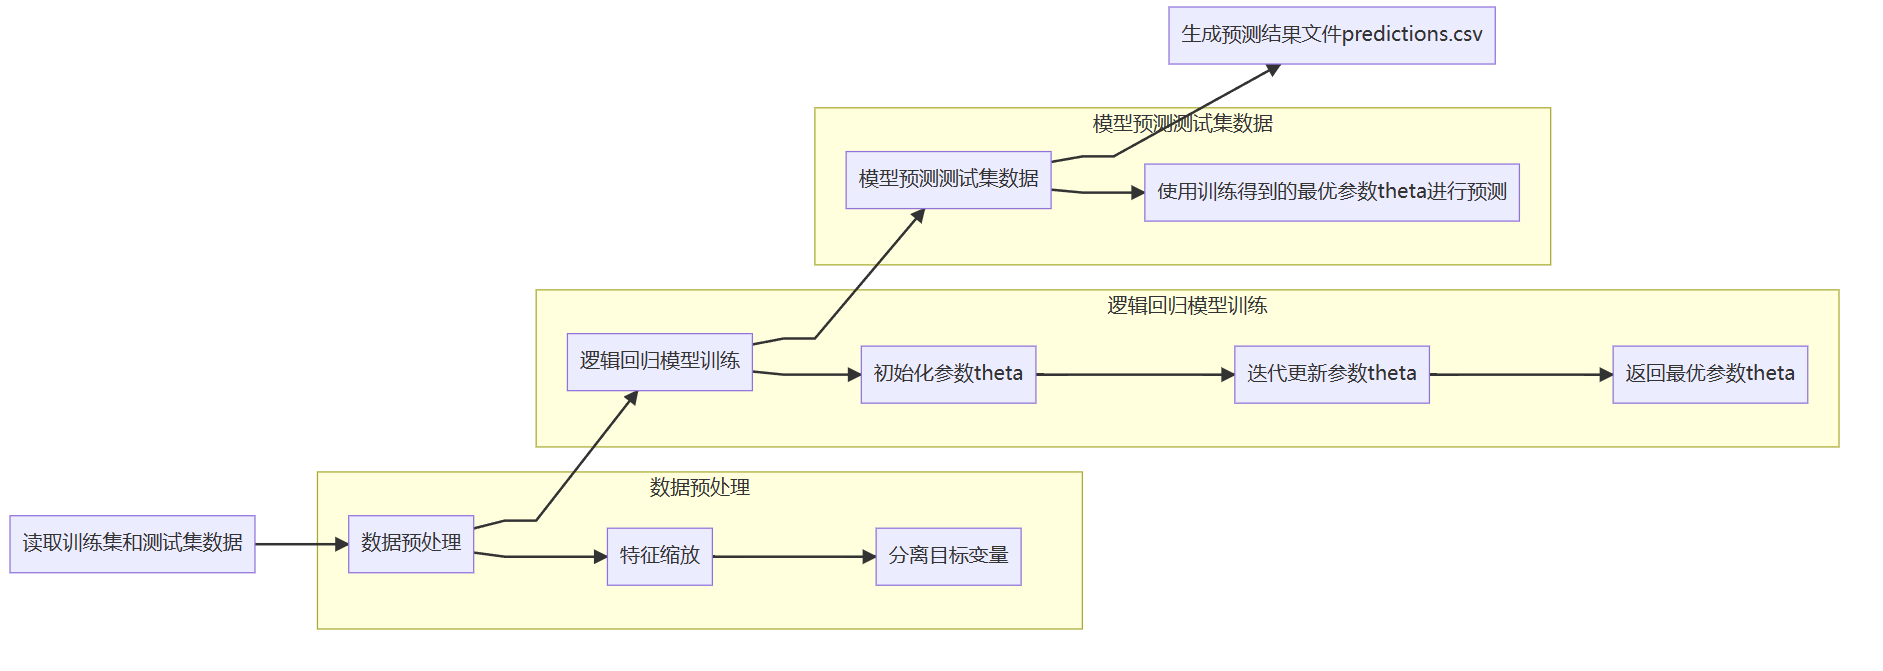 生成预测结果文件predictions.csv
模型预测测试集数据
模型预测测试集数据
使用训练得到的最优参数theta进行预测
逻辑回归模型训练
逻辑回归模型训练
初始化参数theta
迭代更新参数theta
返回最优参数theta
数据预处理
读取训练集和测试集数据
数据预处理
特征缩放
分离目标变量